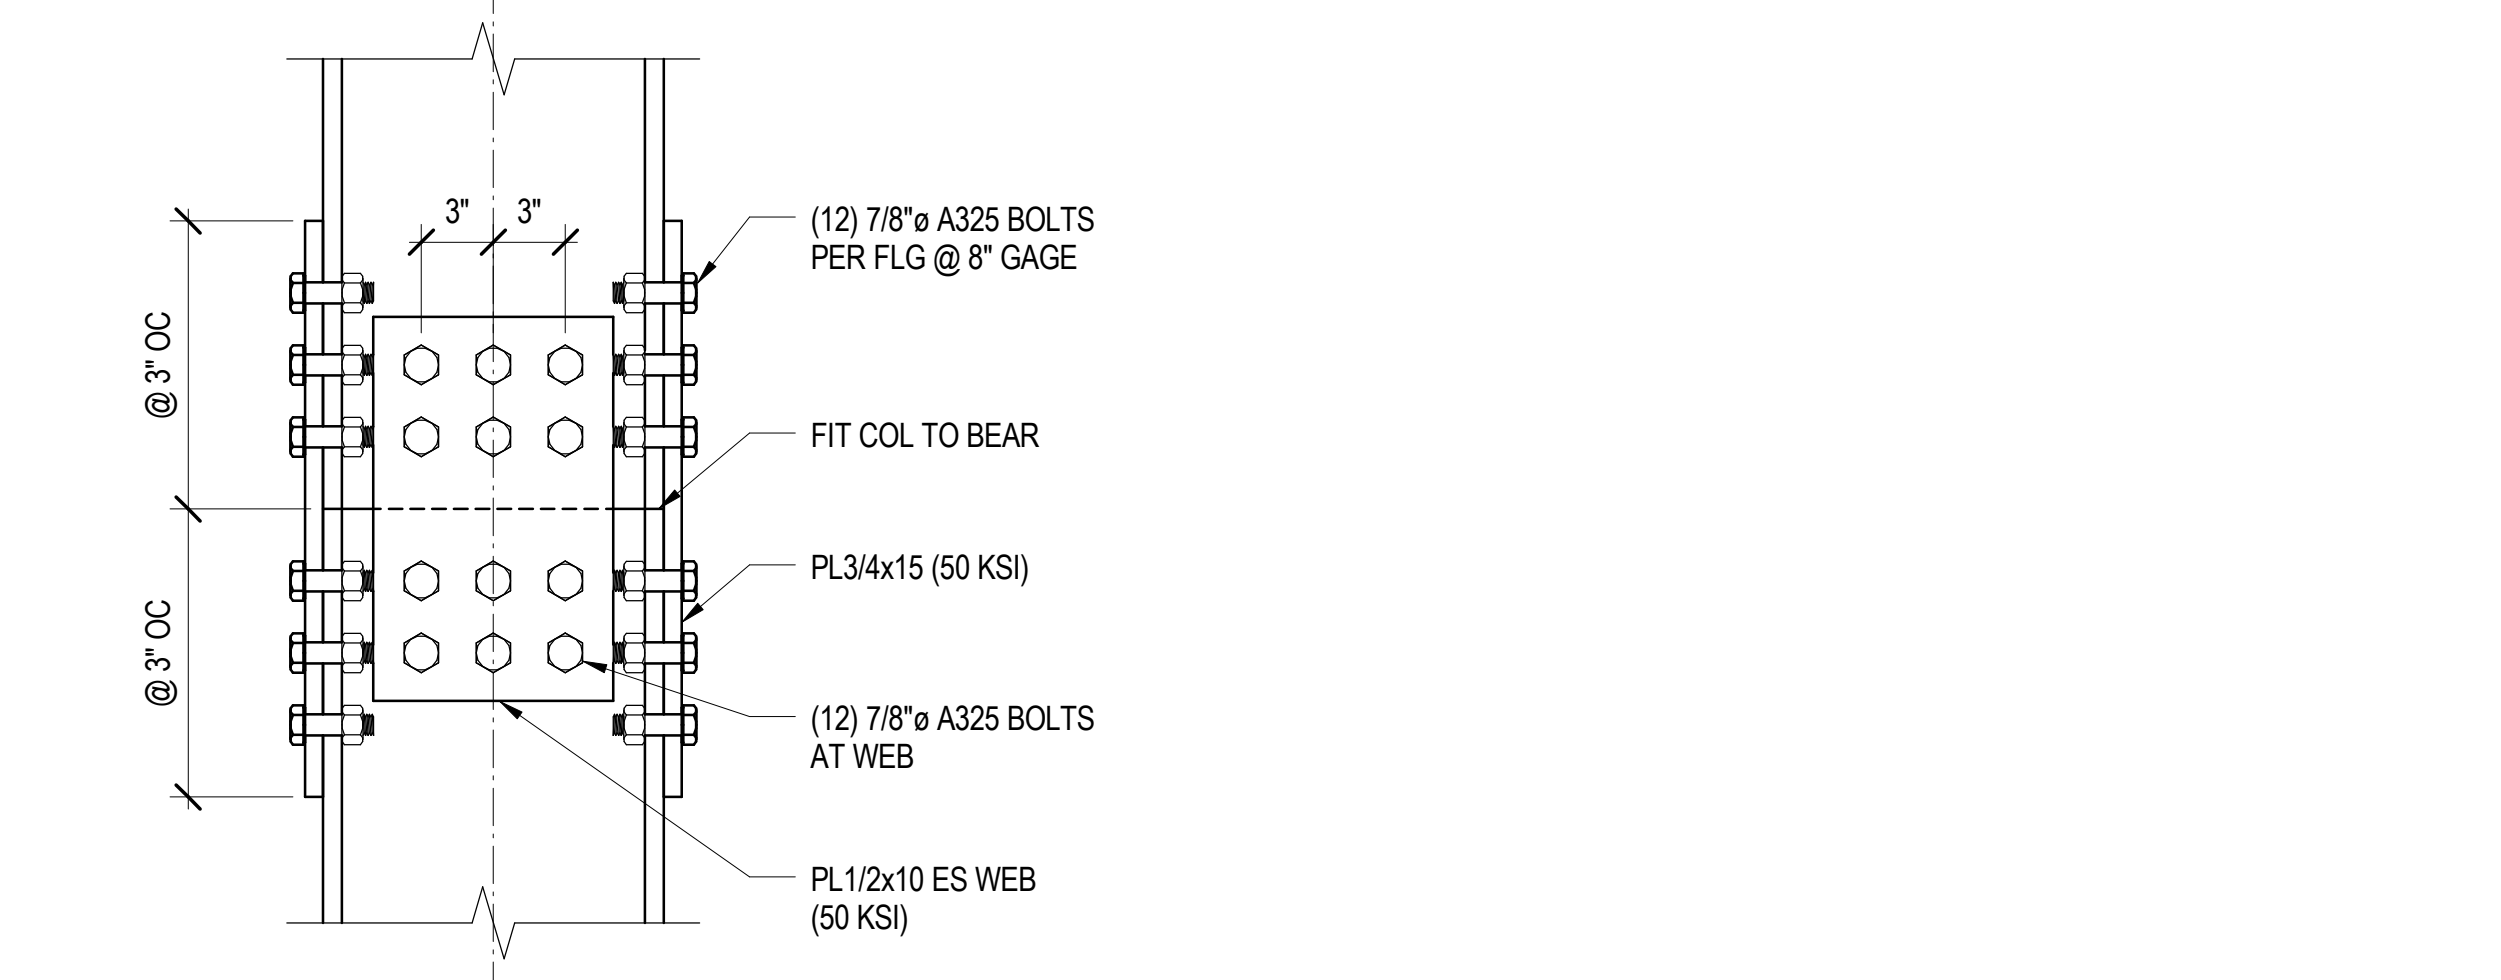 3" 3"
(12) 7/8"ø A325 BOLTS
PER FLG @ 8" GAGE
@ 3" OC
FIT COL TO BEAR
PL3/4x15 (50 KSI)
@ 3" OC
(12) 7/8"ø A325 BOLTS
AT WEB
PL1/2x10 ES WEB
(50 KSI)